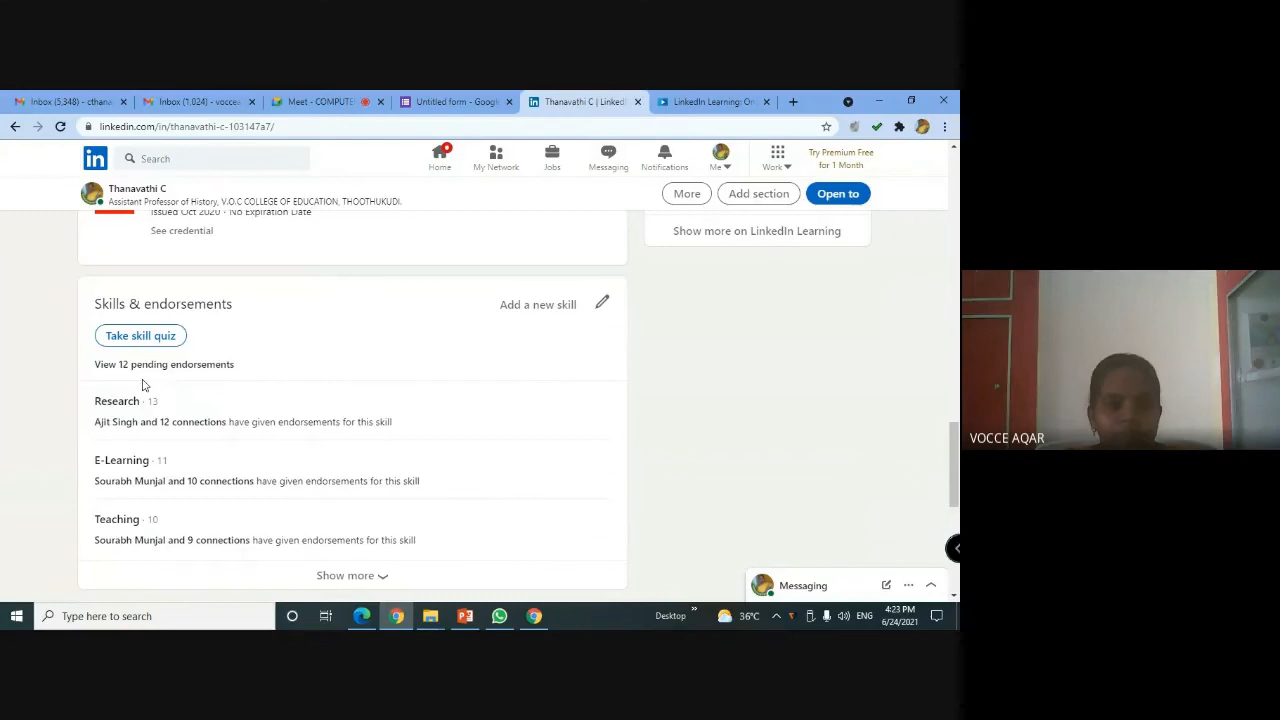 Inbox (5,348) - cthana
Inbox (1,024) - voccea
Meet - COMPUTE
Untitled form - Google
Thanavathi C | LinkedI
LinkedIn Learning: On
linkedin.com/in/thanavathi-c-103147a7/
in
Search
Home
My Network
Jobs
Messaging
Notifications
Me
Work
Try Premium Free
for 1 Month
Thanavathi C
Assistant Professor of History, V.O.C COLLEGE OF EDUCATION, THOOTHUKUDI.
More
Add section
Open to
Issued Oct 2020 · No Expiration Date
See credential
Show more on LinkedIn Learning
Skills & endorsements
Add a new skill
Take skill quiz
View 12 pending endorsements
Research · 13
Ajit Singh and 12 connections have given endorsements for this skill
E-Learning · 11
Sourabh Munjal and 10 connections have given endorsements for this skill
Teaching · 10
Sourabh Munjal and 9 connections have given endorsements for this skill
Show more
Messaging
VOCCE AQAR
Type here to search
Desktop
36°C
ENG
4:23 PM
6/24/2021